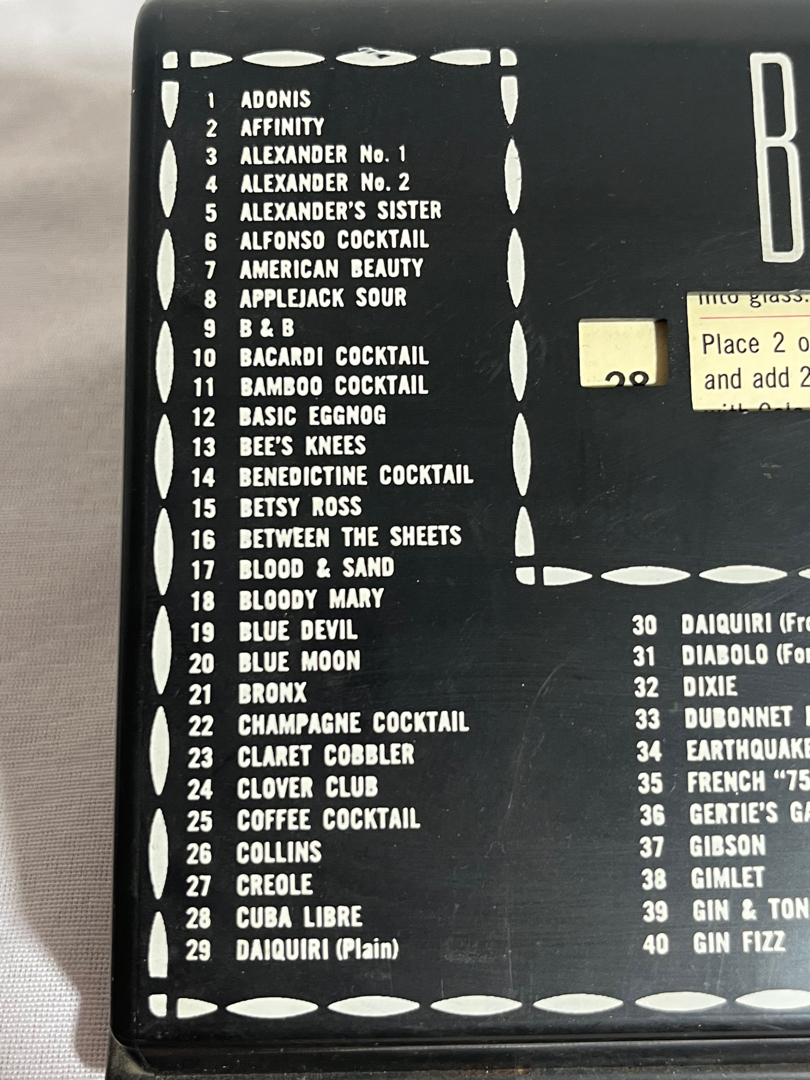 1 ADONIS
2 AFFINITY
3 ALEXANDER No. 1
4 ALEXANDER No. 2
5 ALEXANDER'S SISTER
6 ALFONSO COCKTAIL
7 AMERICAN BEAUTY
8 APPLEJACK SOUR
9 B & B
10 BACARDI COCKTAIL
11 BAMBOO COCKTAIL
12 BASIC EGGNOG
13 BEE'S KNEES
14 BENEDICTINE COCKTAIL
15 BETSY ROSS
16 BETWEEN THE SHEETS
17 BLOOD & SAND
18 BLOODY MARY
19 BLUE DEVIL
20 BLUE MOON
21 BRONX
22 CHAMPAGNE COCKTAIL
23 CLARET COBBLER
24 CLOVER CLUB
25 COFFEE COCKTAIL
26 COLLINS
27 CREOLE
28 CUBA LIBRE
29 DAIQUIRI (Plain)
B
into glass.
28
Place 2 o
and add 2
30 DAIQUIRI (Fro
31 DIABOLO (For
32 DIXIE
33 DUBONNET
34 EARTHQUAKE
35 FRENCH "75
36 GERTIE'S GA
37 GIBSON
38 GIMLET
39 GIN & TON
40 GIN FIZZ